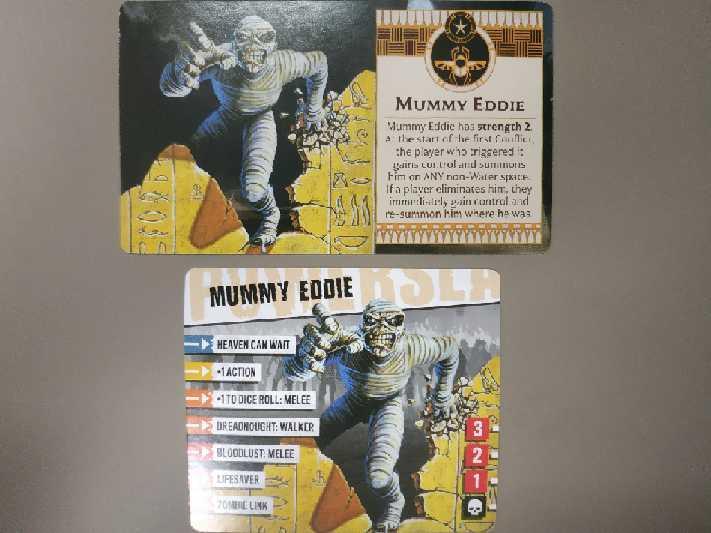 MUMMY EDDIE
Mummy Eddie has strength 2.
At the start of the first Conflict,
the player who triggered it
gains control and summons
him on ANY non-Water space.
If a player eliminates him, they
immediately gain control and
re-summon him where he was.
POWERSLA
MUMMY EDDIE
HEAVEN CAN WAIT
+1 ACTION
+1 TO DICE ROLL: MELEE
DREADNOUGHT: WALKER
BLOODLUST: MELEE
LIFESAVER
ZOMBIE LINK
3
2
1